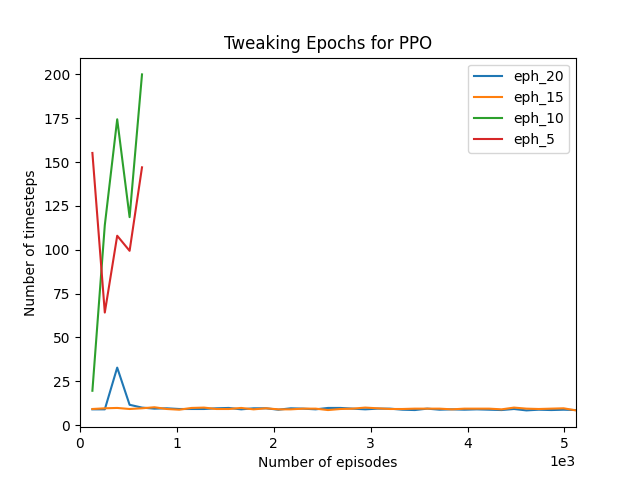 Tweaking Epochs for PPO
eph_20
eph_15
eph_10
eph_5
Number of timesteps
200
175
150
125
100
75
50
25
0
0 1 2 3 4 5
1e3
Number of episodes